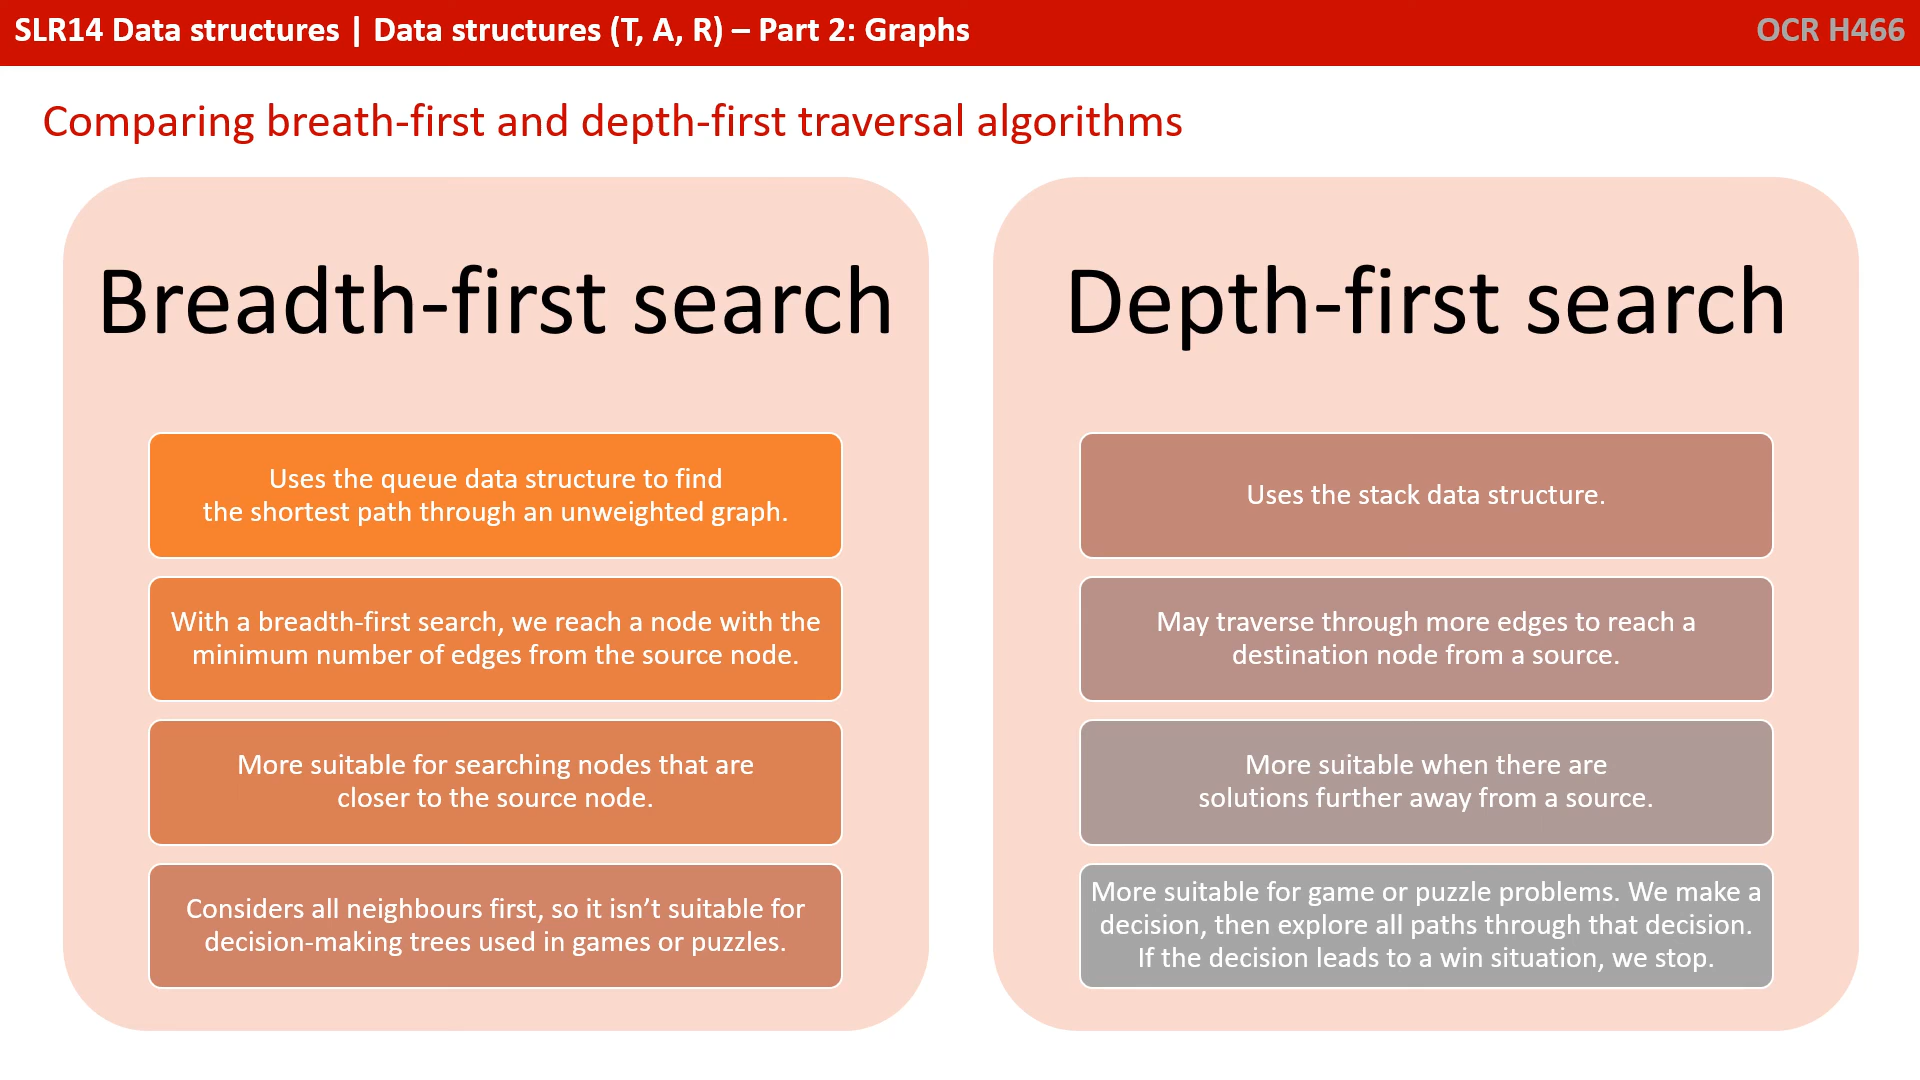 SLR14 Data structures | Data structures (T, A, R) – Part 2: Graphs
OCR H466
Comparing breath-first and depth-first traversal algorithms
Breadth-first search
Uses the queue data structure to find
the shortest path through an unweighted graph.
With a breadth-first search, we reach a node with the
minimum number of edges from the source node.
More suitable for searching nodes that are
closer to the source node.
Considers all neighbours first, so it isn’t suitable for
decision-making trees used in games or puzzles.
Depth-first search
Uses the stack data structure.
May traverse through more edges to reach a
destination node from a source.
More suitable when there are
solutions further away from a source.
More suitable for game or puzzle problems. We make a
decision, then explore all paths through that decision.
If the decision leads to a win situation, we stop.